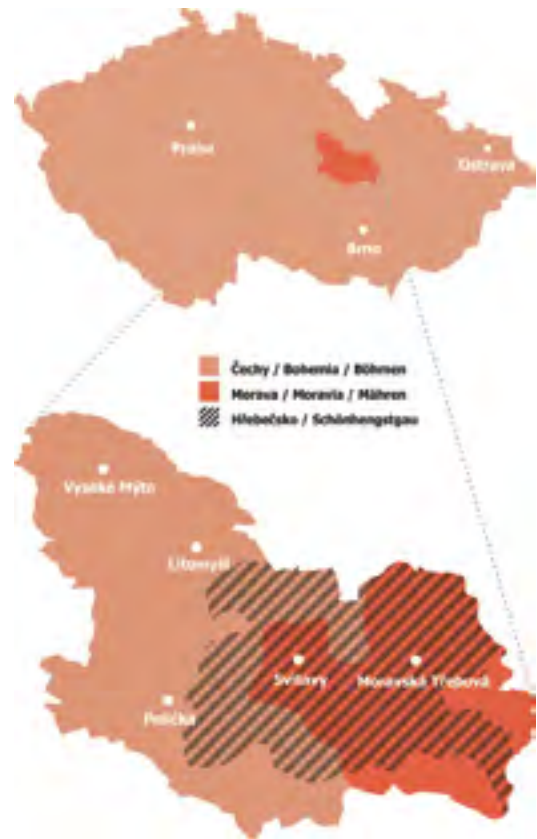 Praha
Ostrava
Brno
Čechy / Bohemia / Böhmen
Morava / Moravia / Mähren
Hřebečsko / Schönhengstgau
Vysoké Mýto
Litomyšl
Svitavy
Moravská Třebová
Polička